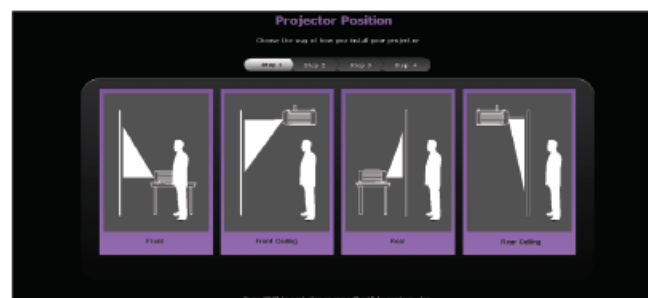 Projector Position
Choose the way of how you install your projector
Step 1 Step 2 Step 3 Step 4
Front Front Ceiling Rear Rear Ceiling